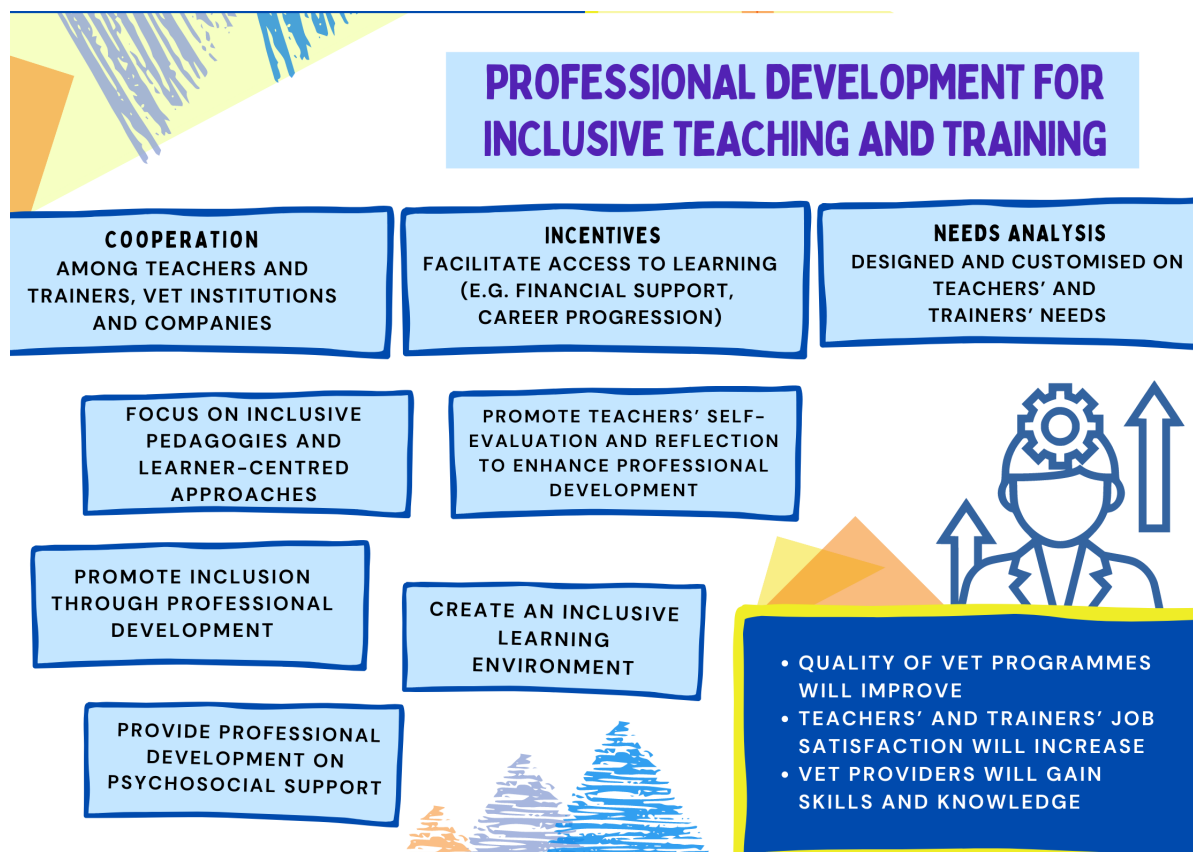 PROFESSIONAL DEVELOPMENT FOR
INCLUSIVE TEACHING AND TRAINING
COOPERATION
AMONG TEACHERS AND
TRAINERS, VET INSTITUTIONS
AND COMPANIES
INCENTIVES
FACILITATE ACCESS TO LEARNING
(E.G. FINANCIAL SUPPORT,
CAREER PROGRESSION)
NEEDS ANALYSIS
DESIGNED AND CUSTOMISED ON
TEACHERS’ AND
TRAINERS’ NEEDS
FOCUS ON INCLUSIVE
PEDAGOGIES AND
LEARNER-CENTRED
APPROACHES
PROMOTE TEACHERS’ SELF-
EVALUATION AND REFLECTION
TO ENHANCE PROFESSIONAL
DEVELOPMENT
PROMOTE INCLUSION
THROUGH PROFESSIONAL
DEVELOPMENT
CREATE AN INCLUSIVE
LEARNING
ENVIRONMENT
PROVIDE PROFESSIONAL
DEVELOPMENT ON
PSYCHOSOCIAL SUPPORT
• QUALITY OF VET PROGRAMMES
WILL IMPROVE
• TEACHERS’ AND TRAINERS’ JOB
SATISFACTION WILL INCREASE
• VET PROVIDERS WILL GAIN
SKILLS AND KNOWLEDGE